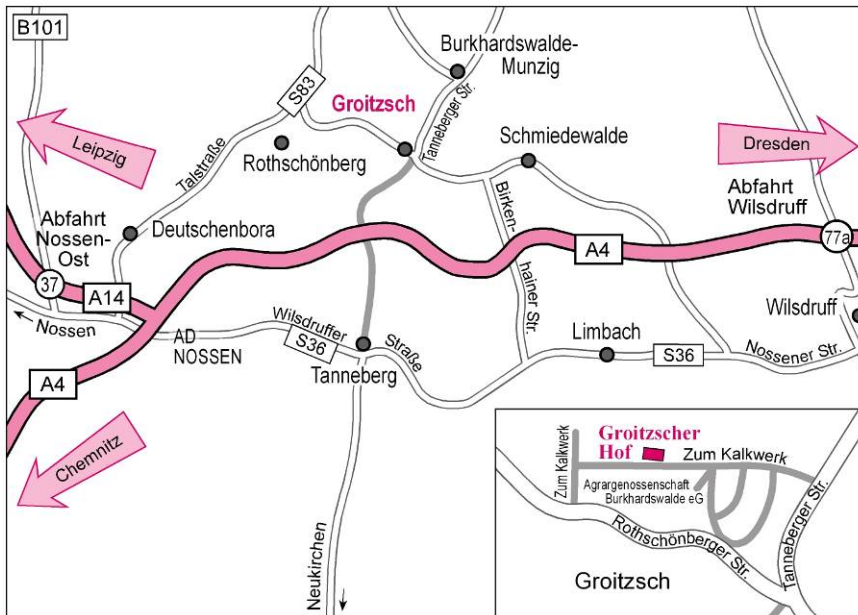 B101
Burkhardswalde-
Munzig
S83
Groitzsch
Tanneberger Str.
Leipzig
Talstraße
Rothschönberg
Schmiedewalde
Dresden
Abfahrt
Wilsdruff
Abfahrt
Nossen-
Ost
Deutschenbora
Birken-
hainer Str.
A4
77a
37
A14
Nossen
AD
NOSSEN
Wilsdruffer
Straße
S36
Tanneberg
Limbach
S36
Nossener Str.
Wilsdruff
A4
Chemnitz
Neukirchen
Groitzscher
Hof
Zum Kalkwerk
Zum Kalkwerk
Agrargenossenschaft
Burkhardswalde eG
Rothschönberger Str.
Tanneberger Str.
Groitzsch